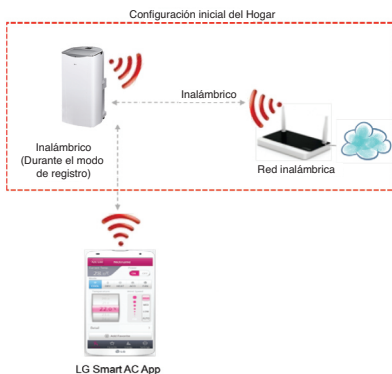 Configuración inicial del Hogar
Inalámbrico
Inalámbrico
(Durante el modo
de registro)
Red inalámbrica
LG Smart AC App